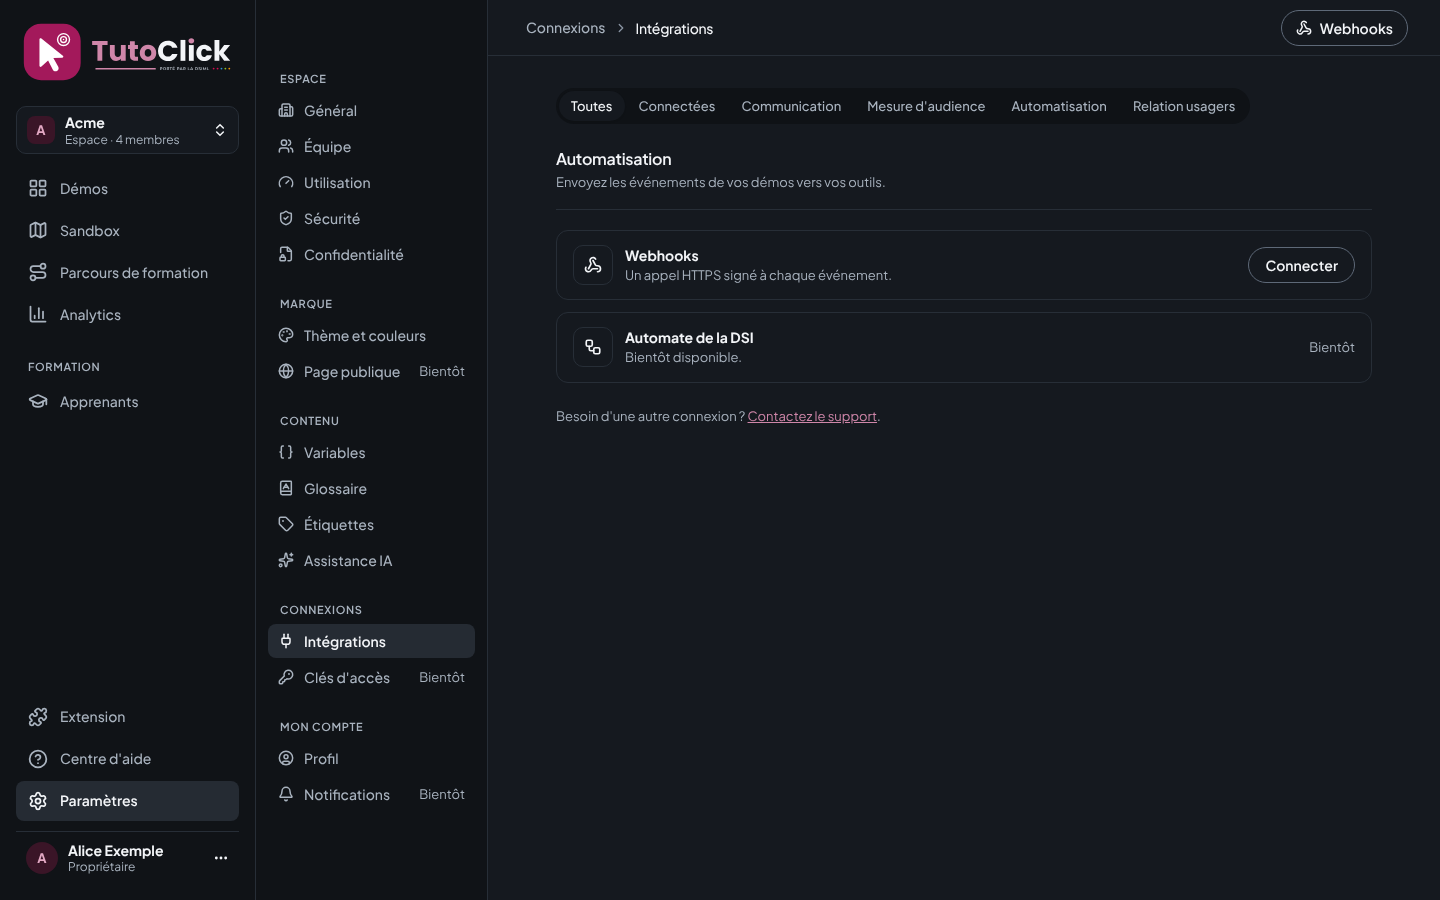 TutoClick
PORTÉ PAR LA DSIML
A
Acme
Espace · 4 membres
Démos
Sandbox
Parcours de formation
Analytics
FORMATION
Apprenants
Extension
Centre d'aide
Paramètres
A
Alice Exemple
Propriétaire
ESPACE
Général
Équipe
Utilisation
Sécurité
Confidentialité
MARQUE
Thème et couleurs
Page publique Bientôt
CONTENU
Variables
Glossaire
Étiquettes
Assistance IA
CONNEXIONS
Intégrations
Clés d'accès Bientôt
MON COMPTE
Profil
Notifications Bientôt
Connexions > Intégrations
Webhooks
Toutes Connectées Communication Mesure d'audience Automatisation Relation usagers
Automatisation
Envoyez les événements de vos démos vers vos outils.
Webhooks
Un appel HTTPS signé à chaque événement.
Connecter
Automate de la DSI
Bientôt disponible.
Bientôt
Besoin d'une autre connexion ? Contactez le support.